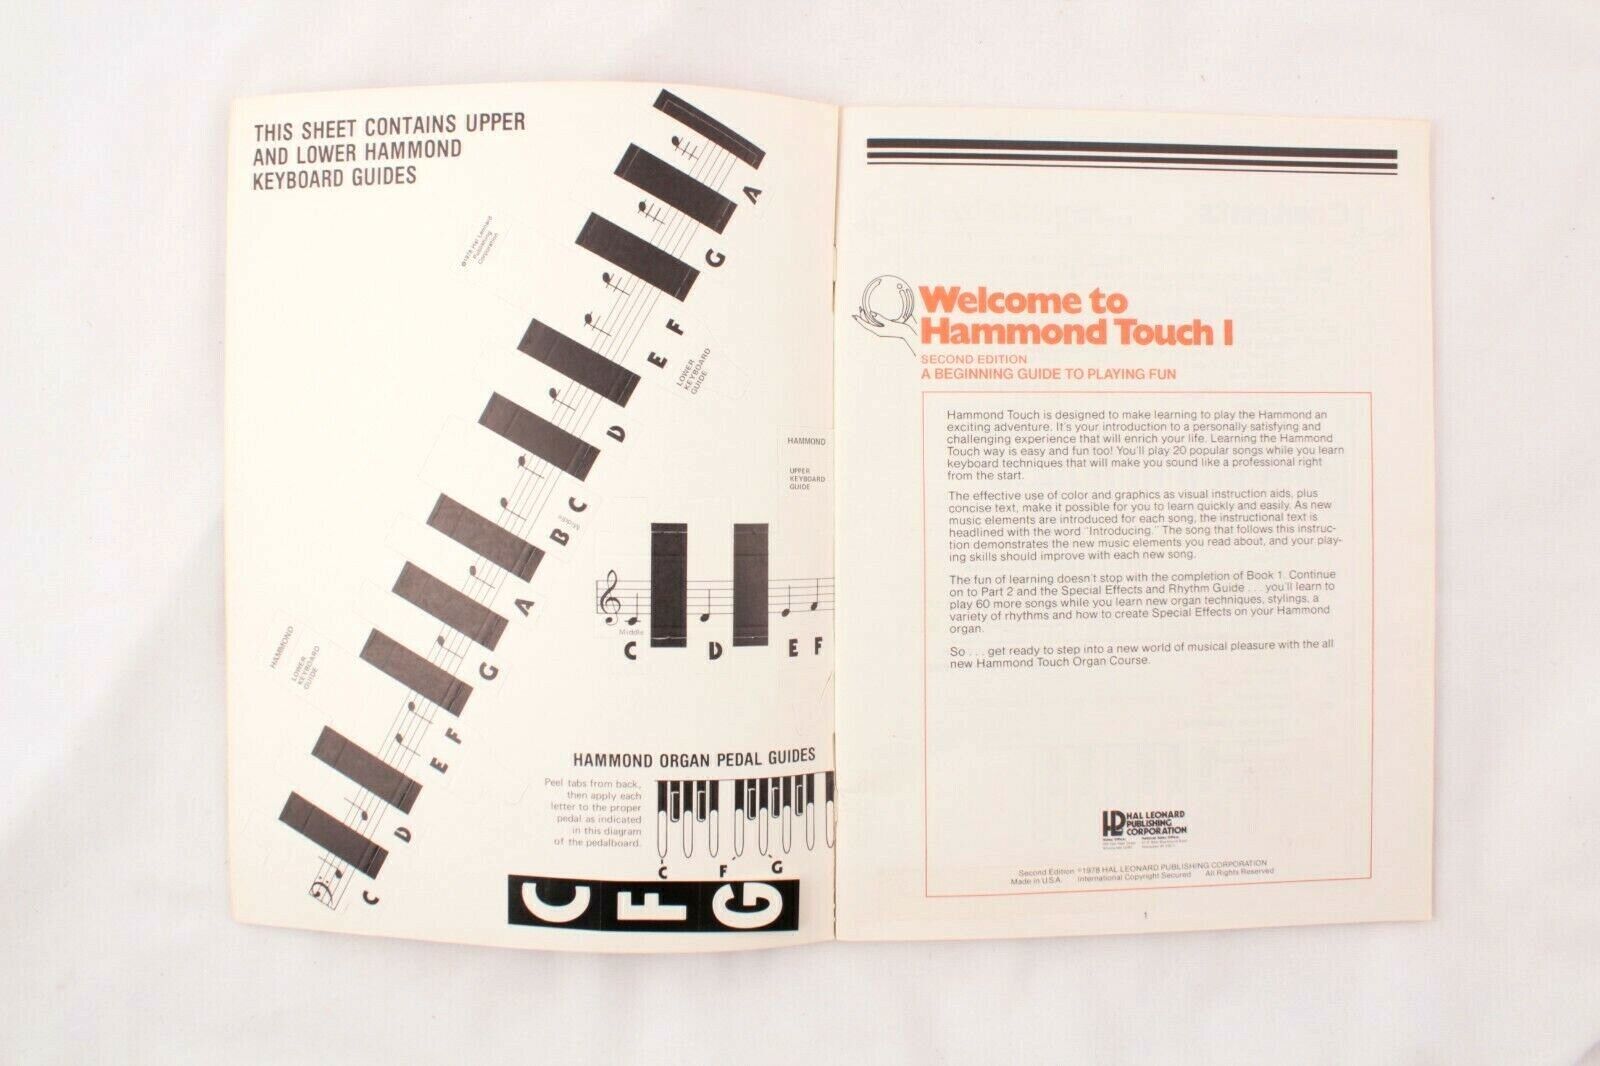 THIS SHEET CONTAINS UPPER
AND LOWER HAMMOND
KEYBOARD GUIDES
©1978 Hal Leonard
Publishing
Corporation
A
G
F
E
LOWER
KEYBOARD
GUIDE
D
C
Middle
B
A
G
F
E
D
C
HAMMOND
LOWER
KEYBOARD
GUIDE
HAMMOND
UPPER
KEYBOARD
GUIDE
Middle
C D E F
HAMMOND ORGAN PEDAL GUIDES
Peel tabs from back,
then apply each
letter to the proper
pedal as indicated
in this diagram
of the pedalboard.
C F G
C F G
Welcome to
Hammond Touch I
SECOND EDITION
A BEGINNING GUIDE TO PLAYING FUN
Hammond Touch is designed to make learning to play the Hammond an
exciting adventure. It's your introduction to a personally satisfying and
challenging experience that will enrich your life. Learning the Hammond
Touch way is easy and fun too! You'll play 20 popular songs while you learn
keyboard techniques that will make you sound like a professional right
from the start.
The effective use of color and graphics as visual instruction aids, plus
concise text, make it possible for you to learn quickly and easily. As new
music elements are introduced for each song, the instructional text is
headlined with the word "Introducing." The song that follows this instruc-
tion demonstrates the new music elements you read about, and your play-
ing skills should improve with each new song.
The fun of learning doesn't stop with the completion of Book 1. Continue
on to Part 2 and the Special Effects and Rhythm Guide . . . you'll learn to
play 60 more songs while you learn new organ techniques, stylings, a
variety of rhythms and how to create Special Effects on your Hammond
organ.
So . . . get ready to step into a new world of musical pleasure with the all
new Hammond Touch Organ Course.
HAL LEONARD
PUBLISHING
CORPORATION
Second Edition ©1978 HAL LEONARD PUBLISHING CORPORATION
Made in U.S.A. International Copyright Secured All Rights Reserved
1